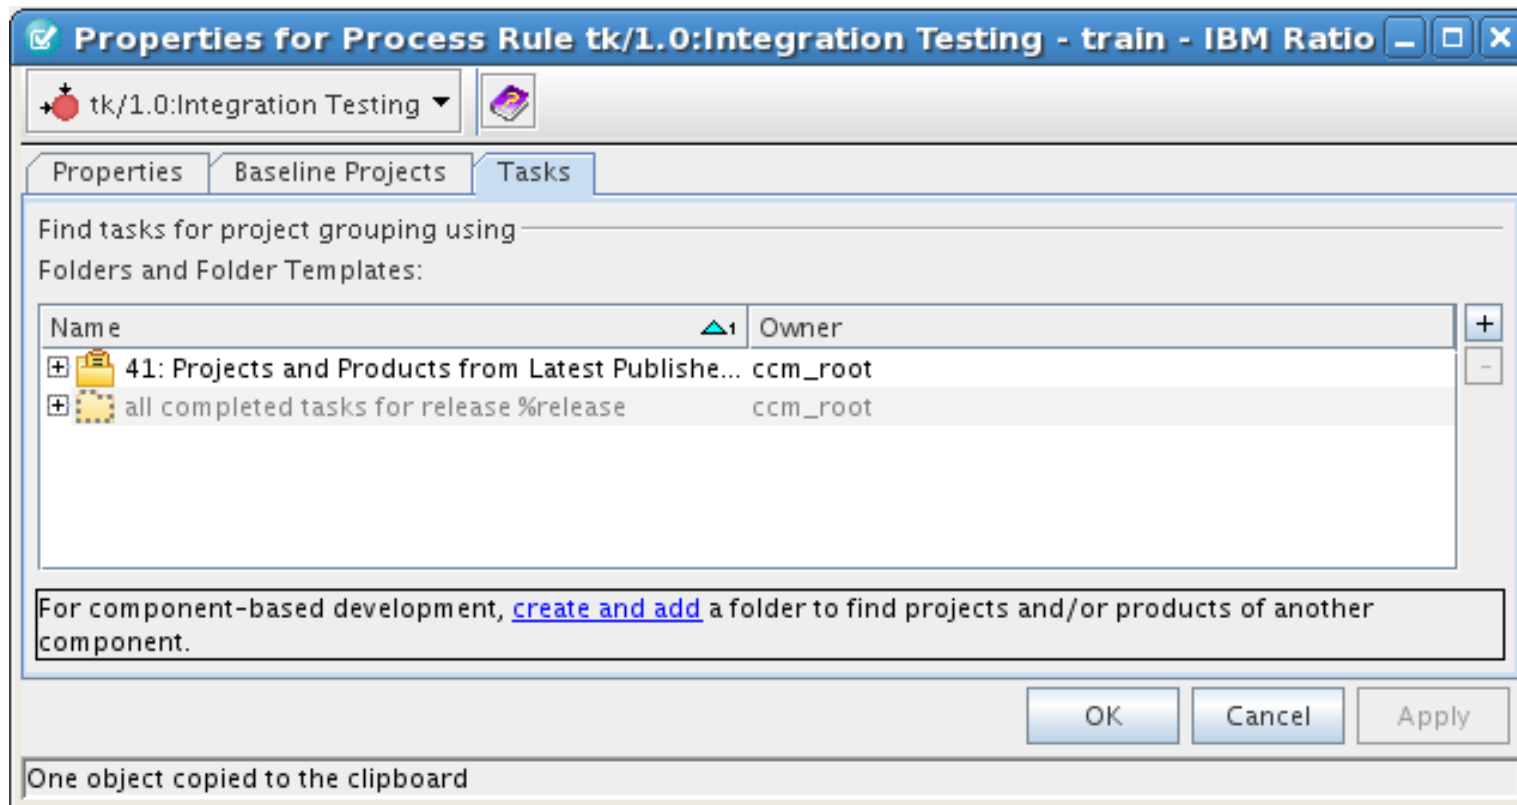 Properties for Process Rule tk/1.0:Integration Testing - train - IBM Ratio
tk/1.0:Integration Testing
Properties Baseline Projects Tasks
Find tasks for project grouping using
Folders and Folder Templates:
Name 1 Owner +
41: Projects and Products from Latest Publishe... ccm_root -
all completed tasks for release %release ccm_root
For component-based development, create and add a folder to find projects and/or products of another
component.
OK Cancel Apply
One object copied to the clipboard